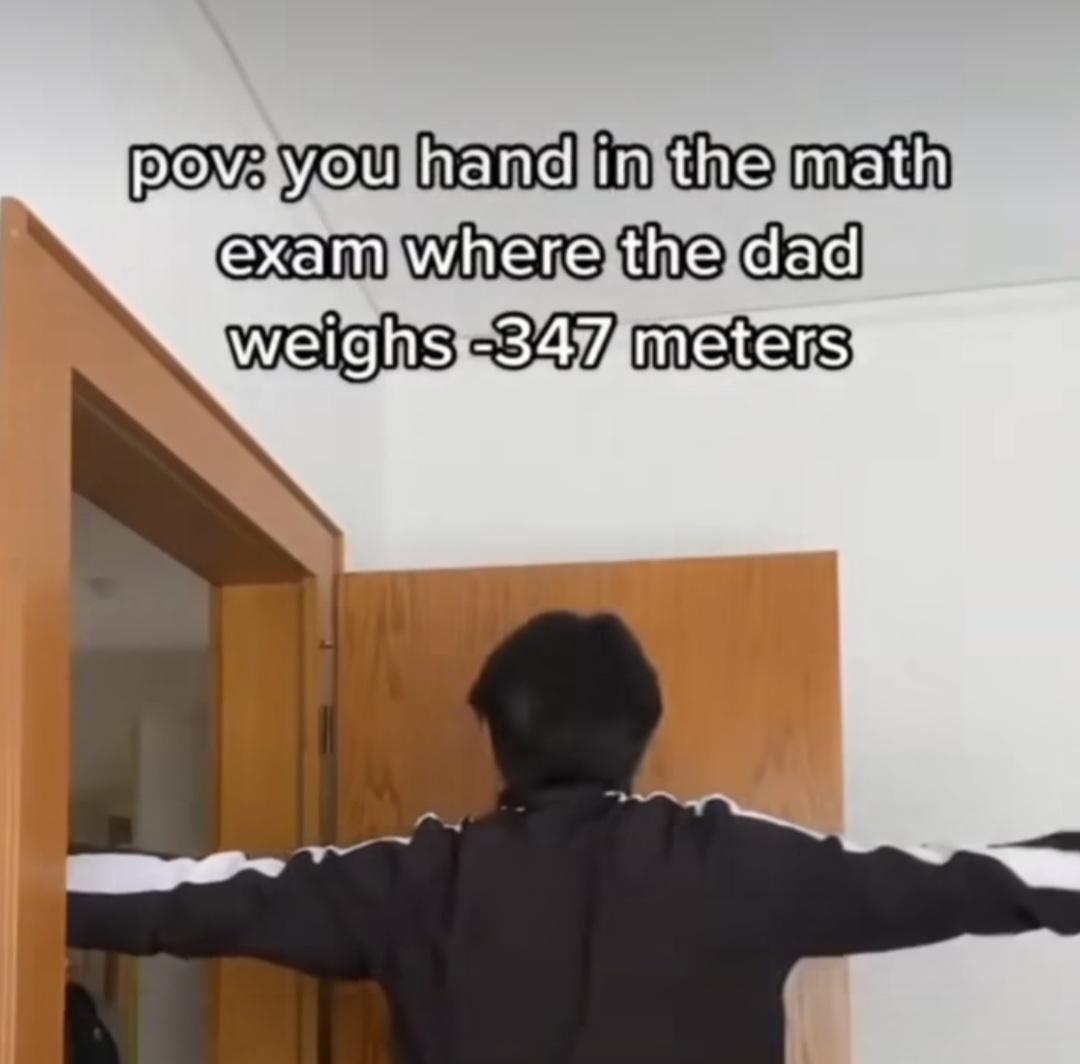 pov: you hand in the math
exam where the dad
weighs -347 meters